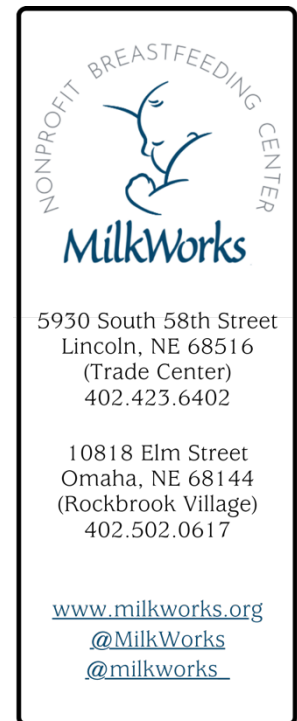 NONPROFIT BREASTFEEDING CENTER
MilkWorks
5930 South 58th Street
Lincoln, NE 68516
(Trade Center)
402.423.6402
10818 Elm Street
Omaha, NE 68144
(Rockbrook Village)
402.502.0617
www.milkworks.org
@MilkWorks
@milkworks_